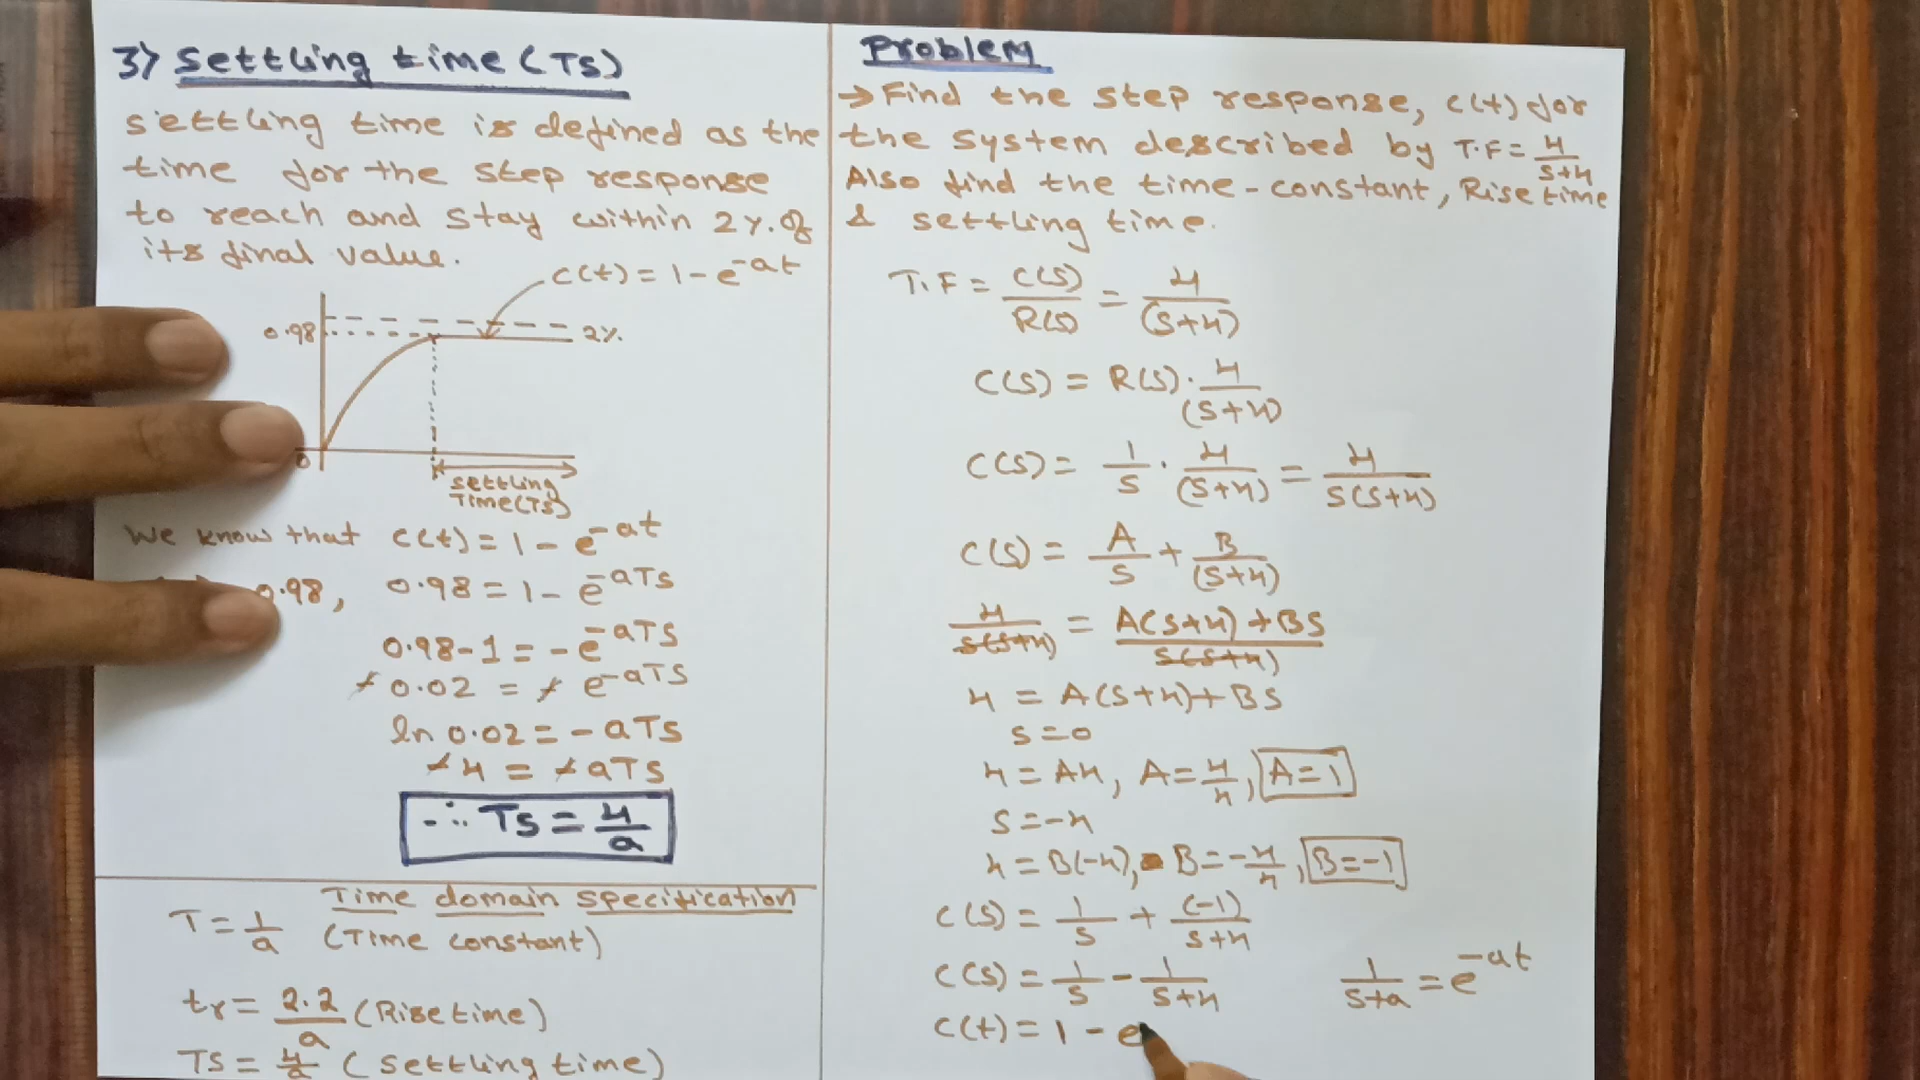 3) Settling time (Ts)
settling time is defined as the
time for the step response
to reach and stay within 2%. of
its final value.
c(t) = 1 - e^-at
0.98
2%
0
settling
Time(Ts)
We know that c(t) = 1 - e^-at
0.98, 0.98 = 1 - e^-aTs
0.98 - 1 = - e^-aTs
- 0.02 = - e^-aTs
ln 0.02 = - aTs
- 4 = - aTs
∴ Ts = 4/a
Time domain specification
T = 1/a (Time constant)
tr = 2.2/a (Rise time)
Ts = 4/a (settling time)
Problem
→ Find the step response, c(t) for
the system described by T.F = 4/s+4
Also find the time - constant, Rise time
& settling time.
T.F = C(s)/R(s) = 4/(s+4)
C(s) = R(s) · 4/(s+4)
C(s) = 1/s · 4/(s+4) = 4/s(s+4)
C(s) = A/s + B/(s+4)
4/s(s+4) = A(s+4) + Bs/s(s+4)
4 = A(s+4) + Bs
s = 0
4 = A4, A = 4/4, A = 1
s = -4
4 = B(-4), B = -4/4, B = -1
C(s) = 1/s + (-1)/s+4
C(s) = 1/s - 1/s+4
1/s+a = e^-at
c(t) = 1 - e